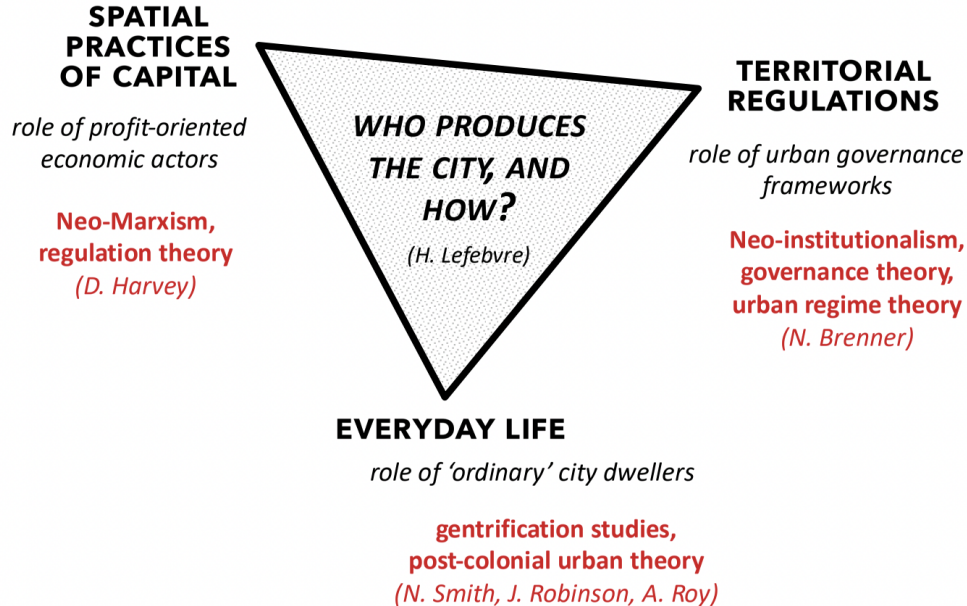 SPATIAL
PRACTICES
OF CAPITAL
role of profit-oriented
economic actors
Neo-Marxism,
regulation theory
(D. Harvey)
WHO PRODUCES
THE CITY, AND
HOW?
(H. Lefebvre)
TERRITORIAL
REGULATIONS
role of urban governance
frameworks
Neo-institutionalism,
governance theory,
urban regime theory
(N. Brenner)
EVERYDAY LIFE
role of ‘ordinary’ city dwellers
gentrification studies,
post-colonial urban theory
(N. Smith, J. Robinson, A. Roy)